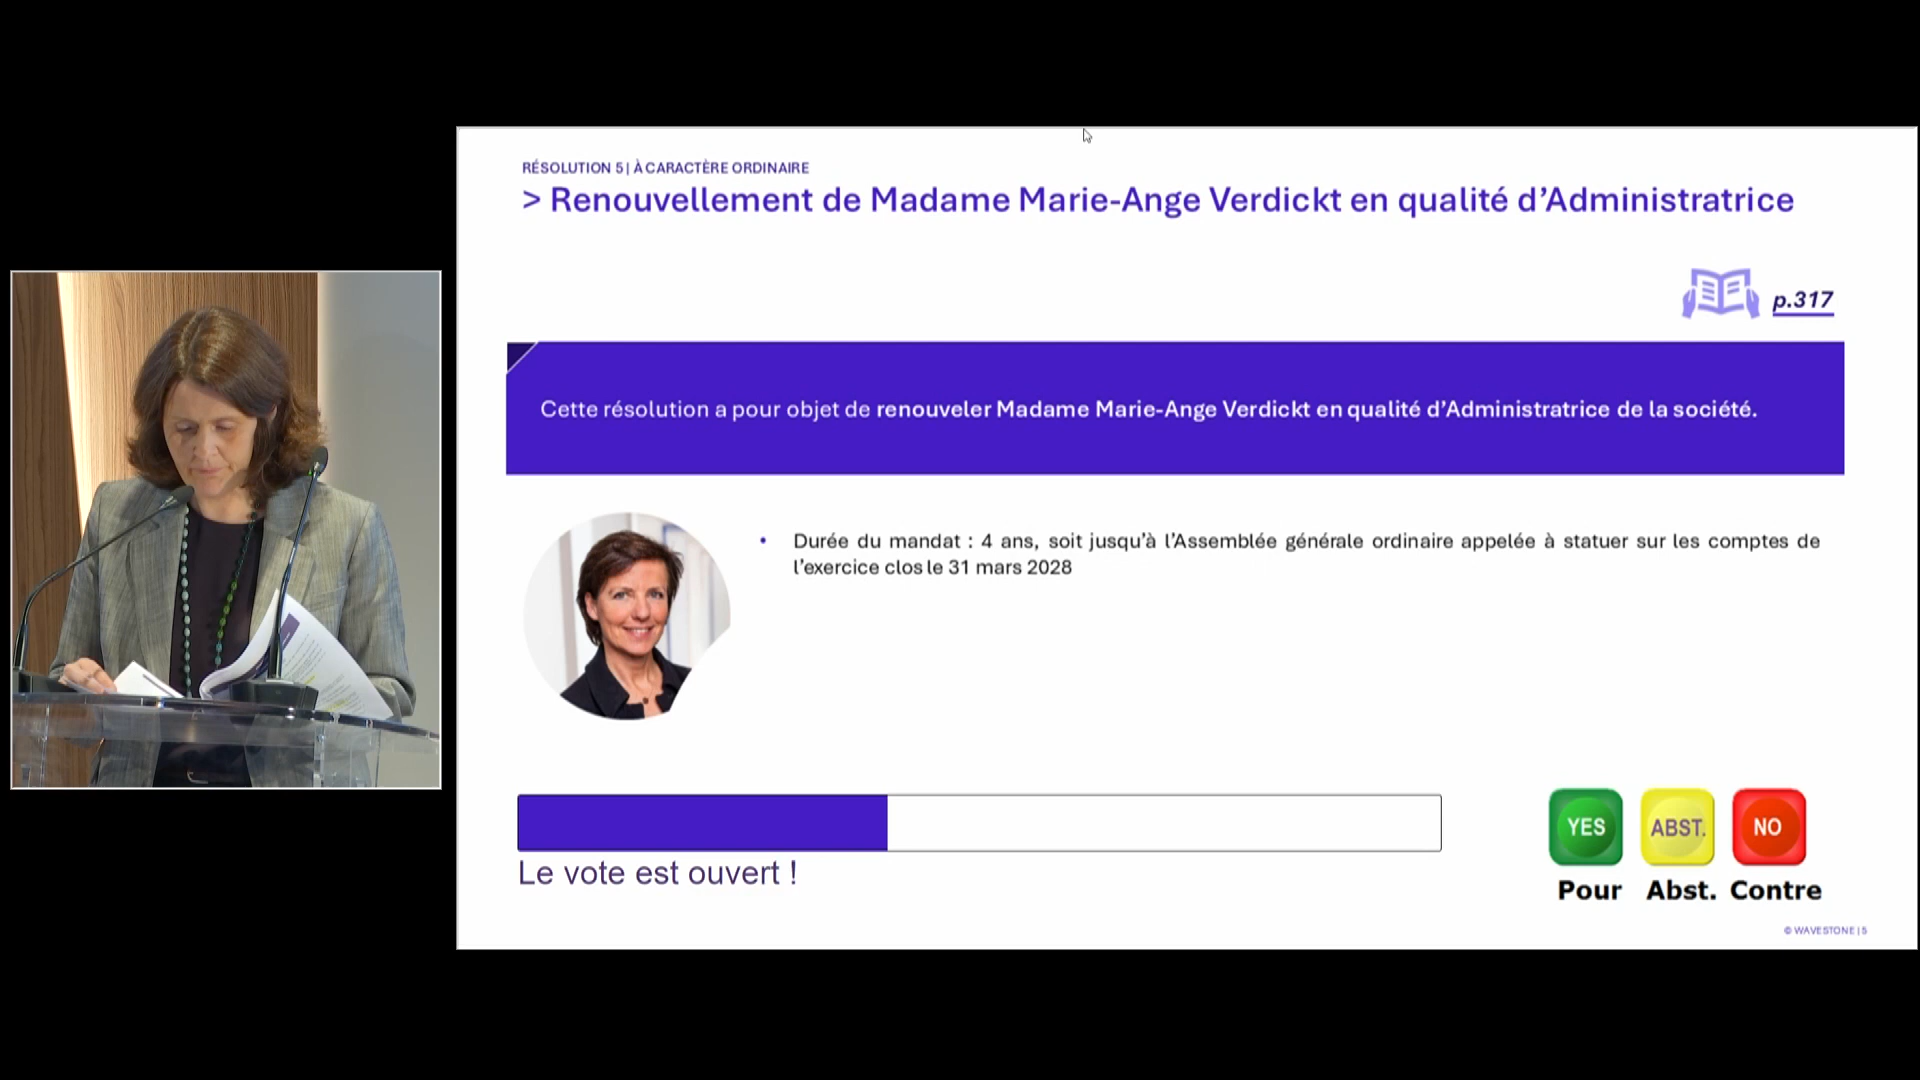 RÉSOLUTION 5 | À CARACTÈRE ORDINAIRE
> Renouvellement de Madame Marie-Ange Verdickt en qualité d’Administratrice
p.317
Cette résolution a pour objet de renouveler Madame Marie-Ange Verdickt en qualité d’Administratrice de la société.
• Durée du mandat : 4 ans, soit jusqu’à l’Assemblée générale ordinaire appelée à statuer sur les comptes de
l’exercice clos le 31 mars 2028
YES ABST. NO
Le vote est ouvert !
Pour Abst. Contre
© WAVESTONE | 5